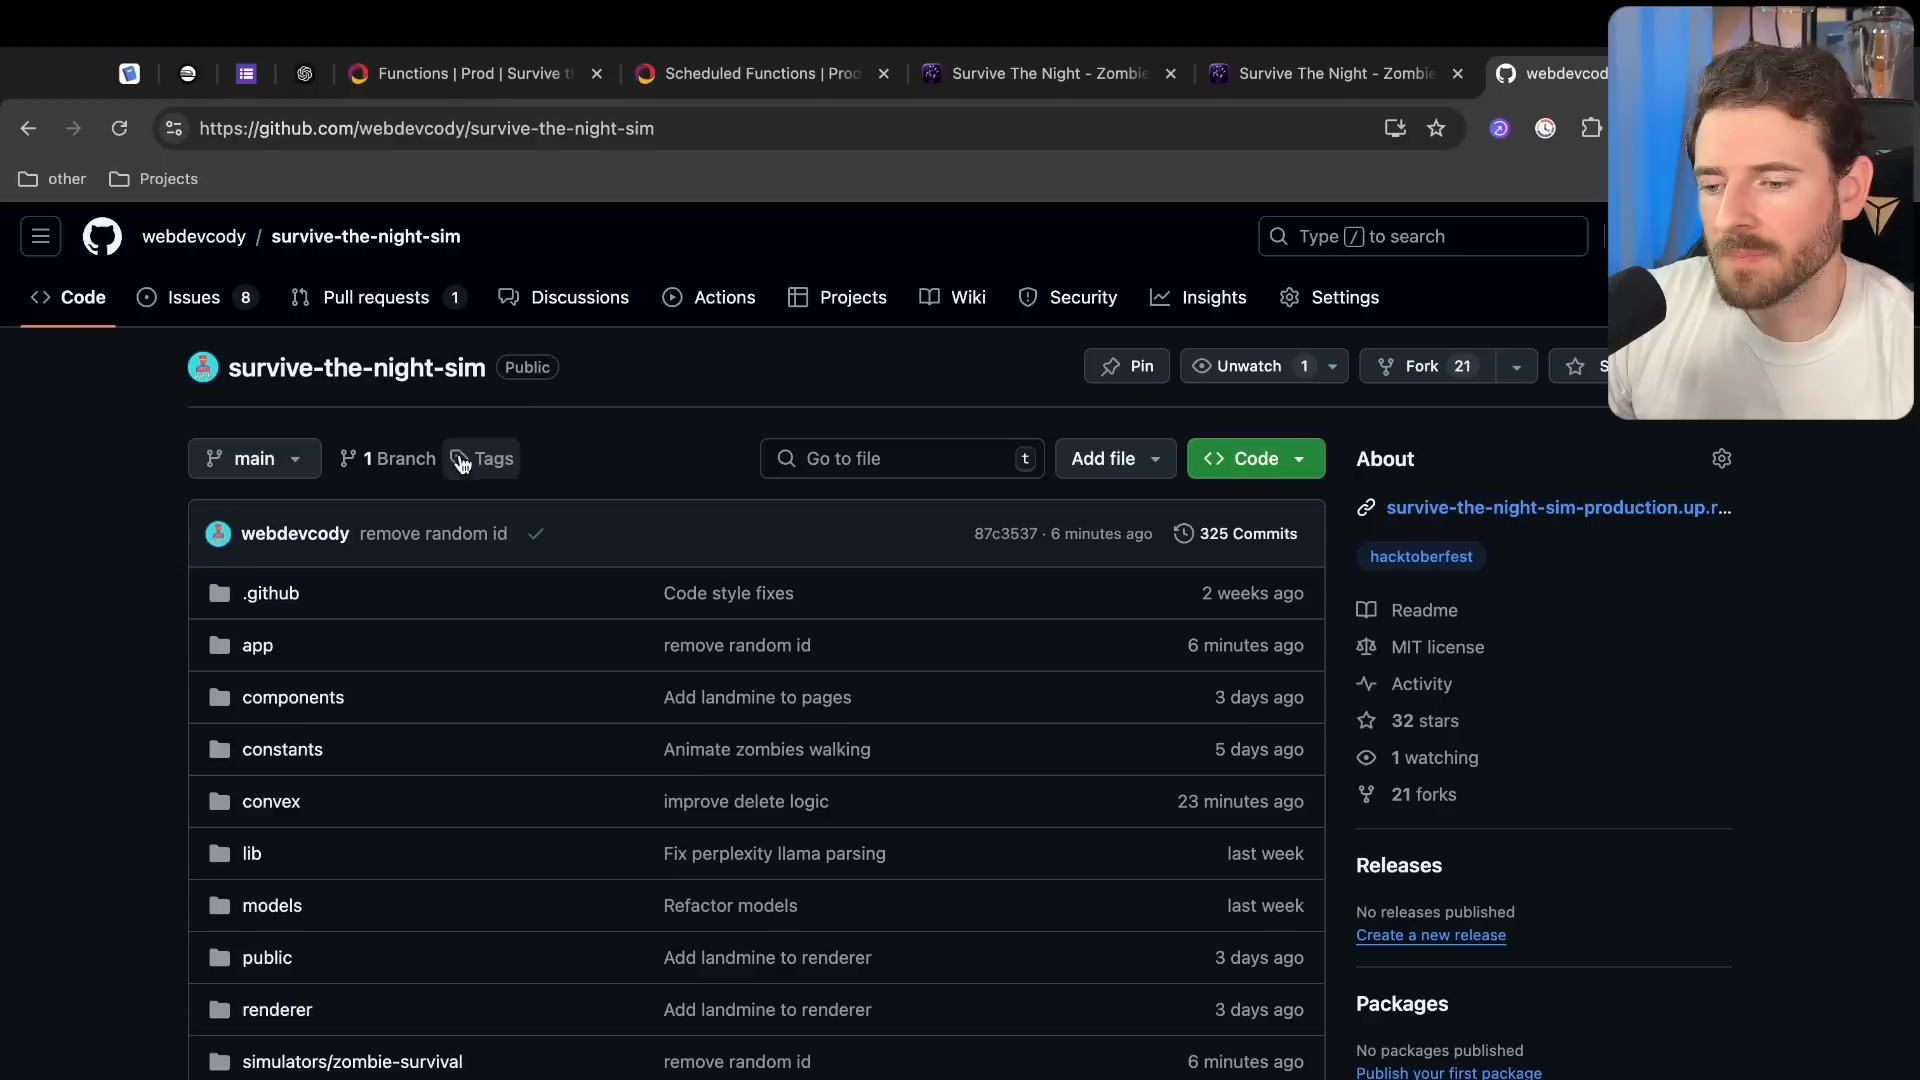 Functions | Prod | Survive t
Scheduled Functions | Prod
Survive The Night - Zombie
Survive The Night - Zombie
webdevcod
https://github.com/webdevcody/survive-the-night-sim
other
Projects
webdevcody / survive-the-night-sim
Type / to search
Code
Issues 8
Pull requests 1
Discussions
Actions
Projects
Wiki
Security
Insights
Settings
survive-the-night-sim Public
Pin
Unwatch 1
Fork 21
S
main
1 Branch
Tags
Go to file t
Add file
Code
webdevcody remove random id 87c3537 · 6 minutes ago 325 Commits
.github Code style fixes 2 weeks ago
app remove random id 6 minutes ago
components Add landmine to pages 3 days ago
constants Animate zombies walking 5 days ago
convex improve delete logic 23 minutes ago
lib Fix perplexity llama parsing last week
models Refactor models last week
public Add landmine to renderer 3 days ago
renderer Add landmine to renderer 3 days ago
simulators/zombie-survival remove random id 6 minutes ago
About
survive-the-night-sim-production.up.r...
hacktoberfest
Readme
MIT license
Activity
32 stars
1 watching
21 forks
Releases
No releases published
Create a new release
Packages
No packages published
Publish your first package